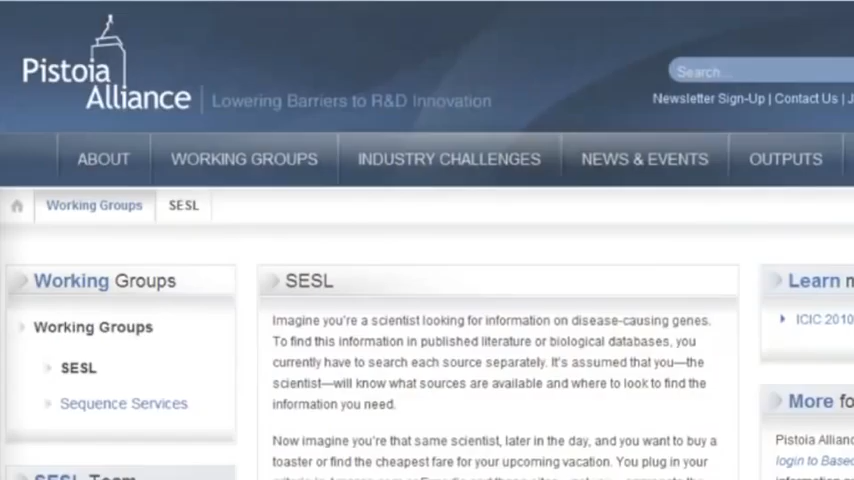 Pistoia
Alliance
Lowering Barriers to R&D Innovation
Search...
Newsletter Sign-Up | Contact Us |
ABOUT
WORKING GROUPS
INDUSTRY CHALLENGES
NEWS & EVENTS
OUTPUTS
Working Groups
SESL
Working Groups
Working Groups
SESL
Sequence Services
SESL Team
SESL
Imagine you're a scientist looking for information on disease-causing genes.
To find this information in published literature or biological databases, you
currently have to search each source separately. It's assumed that you—the
scientist—will know what sources are available and where to look to find the
information you need.
Now imagine you're that same scientist, later in the day, and you want to buy a
toaster or find the cheapest fare for your upcoming vacation. You plug in your
Learn
ICIC 2010
More fo
Pistoia Allianc
login to Based